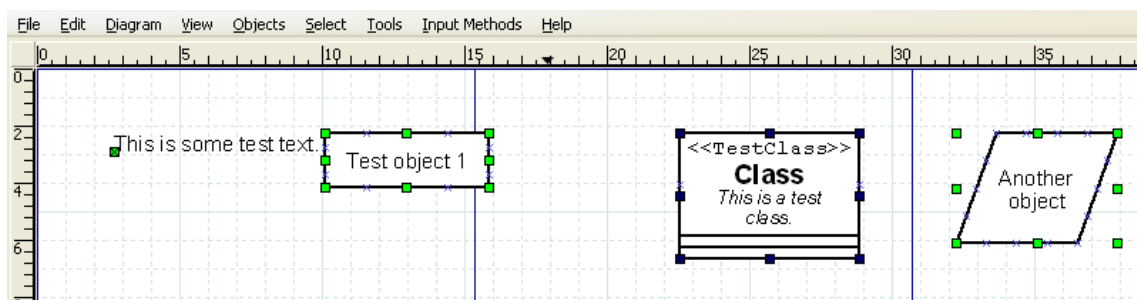 File Edit Diagram View Objects Select Tools Input Methods Help
0 5 10 15 20 25 30 35
0
2
4
6
This is some test text.
Test object 1
<<TestClass>>
Class
This is a test
class.
Another
object